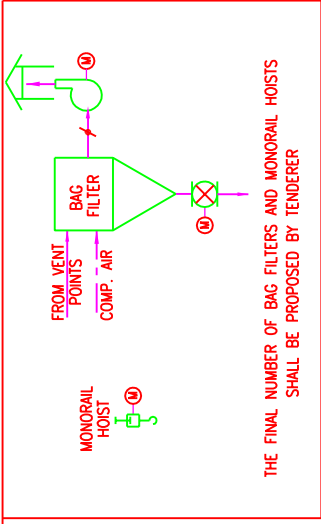 M
BAG
FILTER
FROM VENT
POINTS
COMP. AIR
M
MONORAIL
HOIST
M
THE FINAL NUMBER OF BAG FILTERS AND MONORAIL HOISTS
SHALL BE PROPOSED BY TENDERER